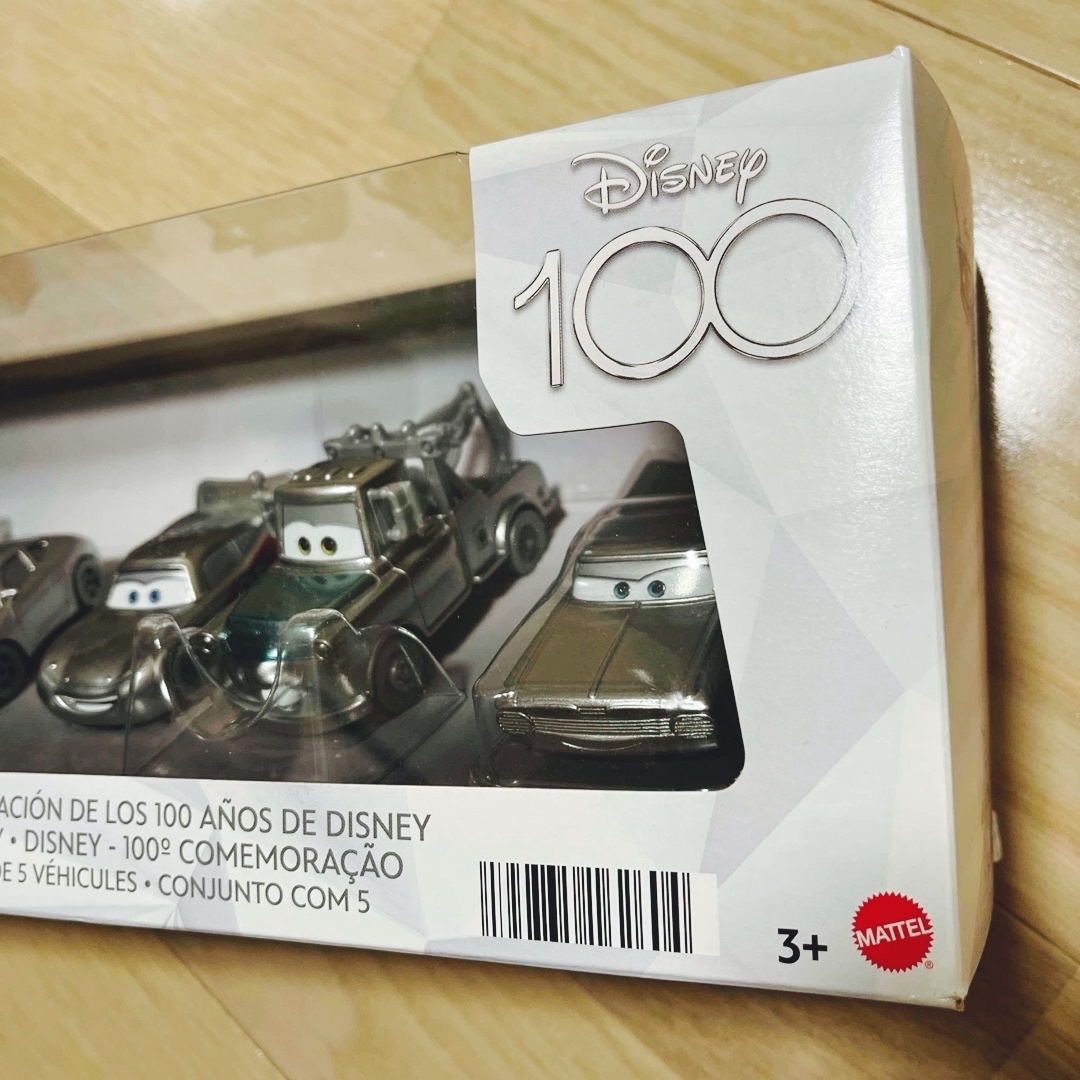 Disney
100
ACIÓN DE LOS 100 AÑOS DE DISNEY
• DISNEY - 100º COMEMORAÇÃO
DE 5 VÉHICULES • CONJUNTO COM 5
3+
MATTEL
®